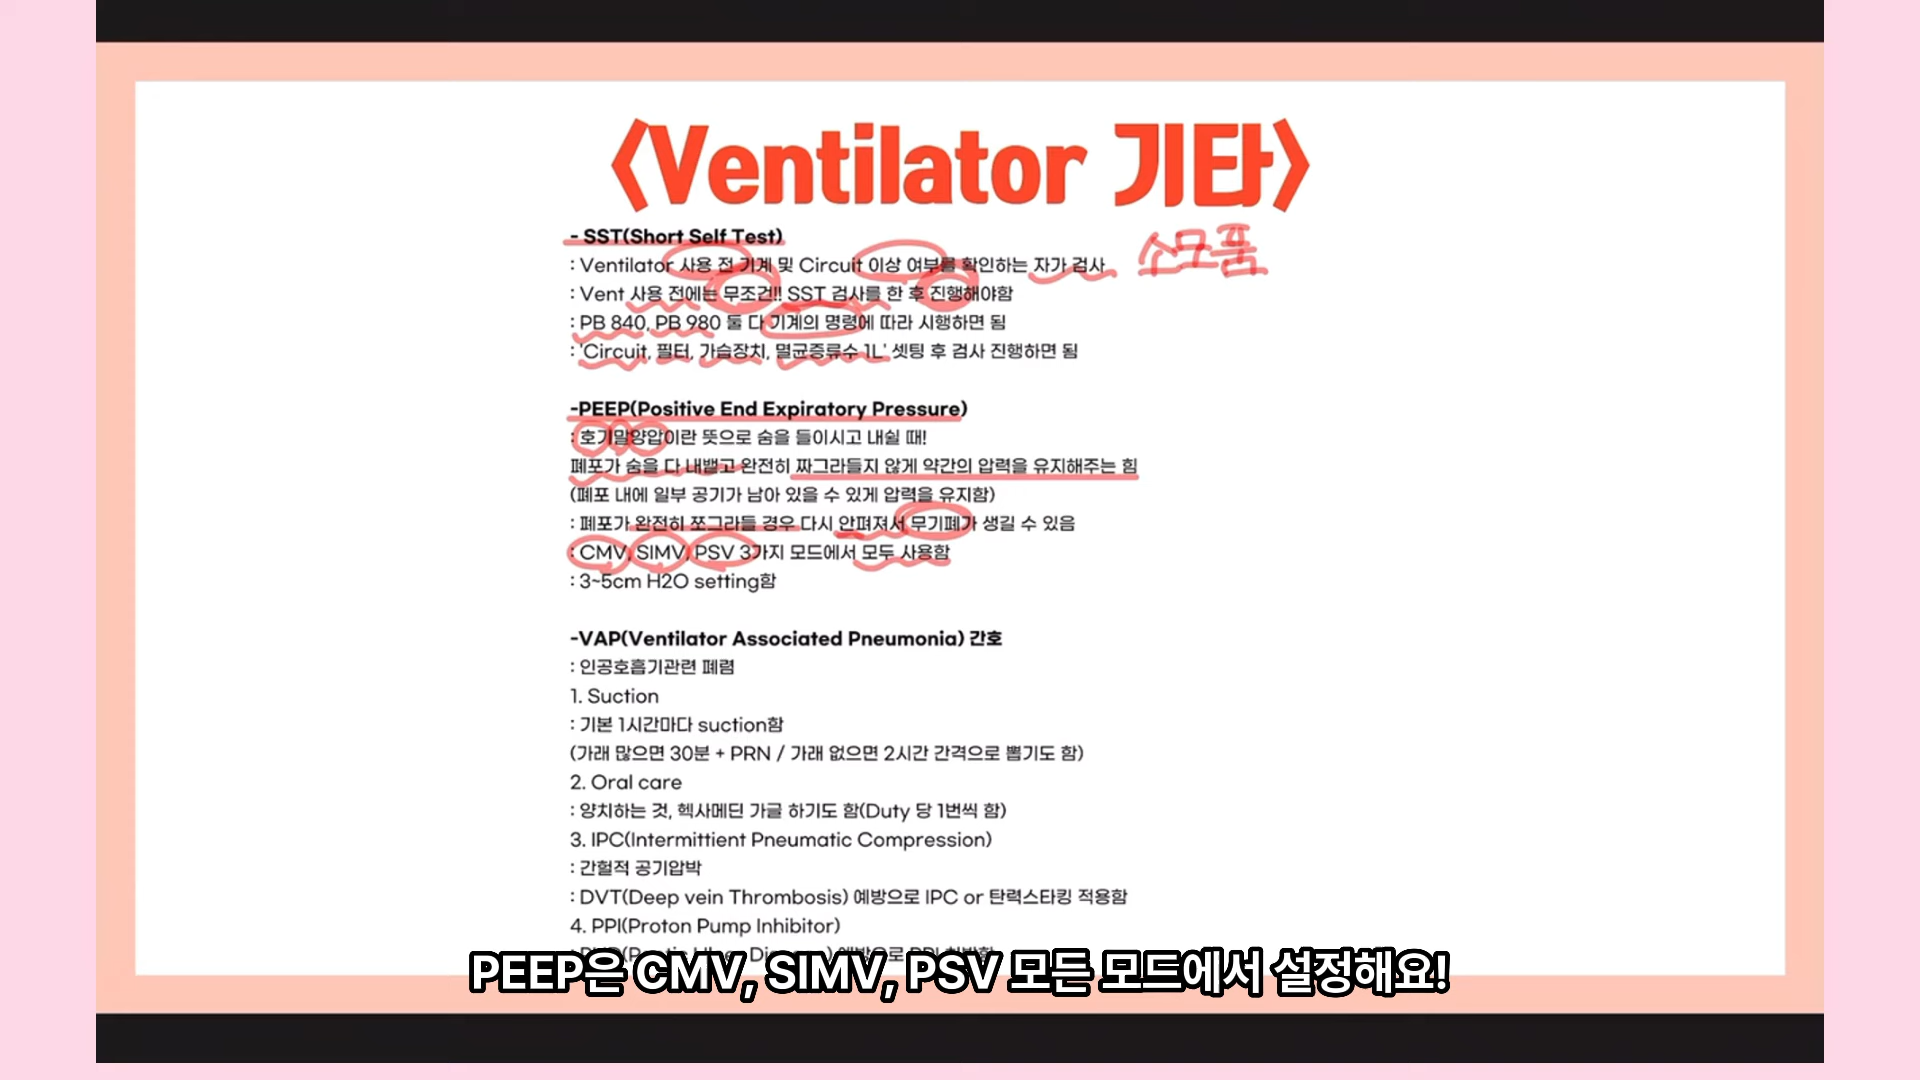 <Ventilator 기타>
- SST(Short Self Test)
: Ventilator 사용 전 기계 및 Circuit 이상 여부를 확인하는 자가 검사
소모품
: Vent 사용 전에는 무조건!! SST 검사를 한 후 진행해야함
: PB 840, PB 980 둘 다 기계의 명령에 따라 시행하면 됨
: 'Circuit, 필터, 가습장치, 멸균증류수 1L' 셋팅 후 검사 진행하면 됨
-PEEP(Positive End Expiratory Pressure)
: 호기말양압이란 뜻으로 숨을 들이시고 내쉴 때!
폐포가 숨을 다 내뱉고 완전히 짜그라들지 않게 약간의 압력을 유지해주는 힘
(폐포 내에 일부 공기가 남아 있을 수 있게 압력을 유지함)
: 폐포가 완전히 쪼그라들 경우 다시 안펴져서 무기폐가 생길 수 있음
: CMV, SIMV, PSV 3가지 모드에서 모두 사용함
: 3~5cm H2O setting함
-VAP(Ventilator Associated Pneumonia) 간호
: 인공호흡기관련 폐렴
1. Suction
: 기본 1시간마다 suction함
(가래 많으면 30분 + PRN / 가래 없으면 2시간 간격으로 뽑기도 함)
2. Oral care
: 양치하는 것, 헥사메딘 가글 하기도 함(Duty 당 1번씩 함)
3. IPC(Intermittient Pneumatic Compression)
: 간헐적 공기압박
: DVT(Deep vein Thrombosis) 예방으로 IPC or 탄력스타킹 적용함
4. PPI(Proton Pump Inhibitor)
PEEP은 CMV, SIMV, PSV 모든 모드에서 설정해요!